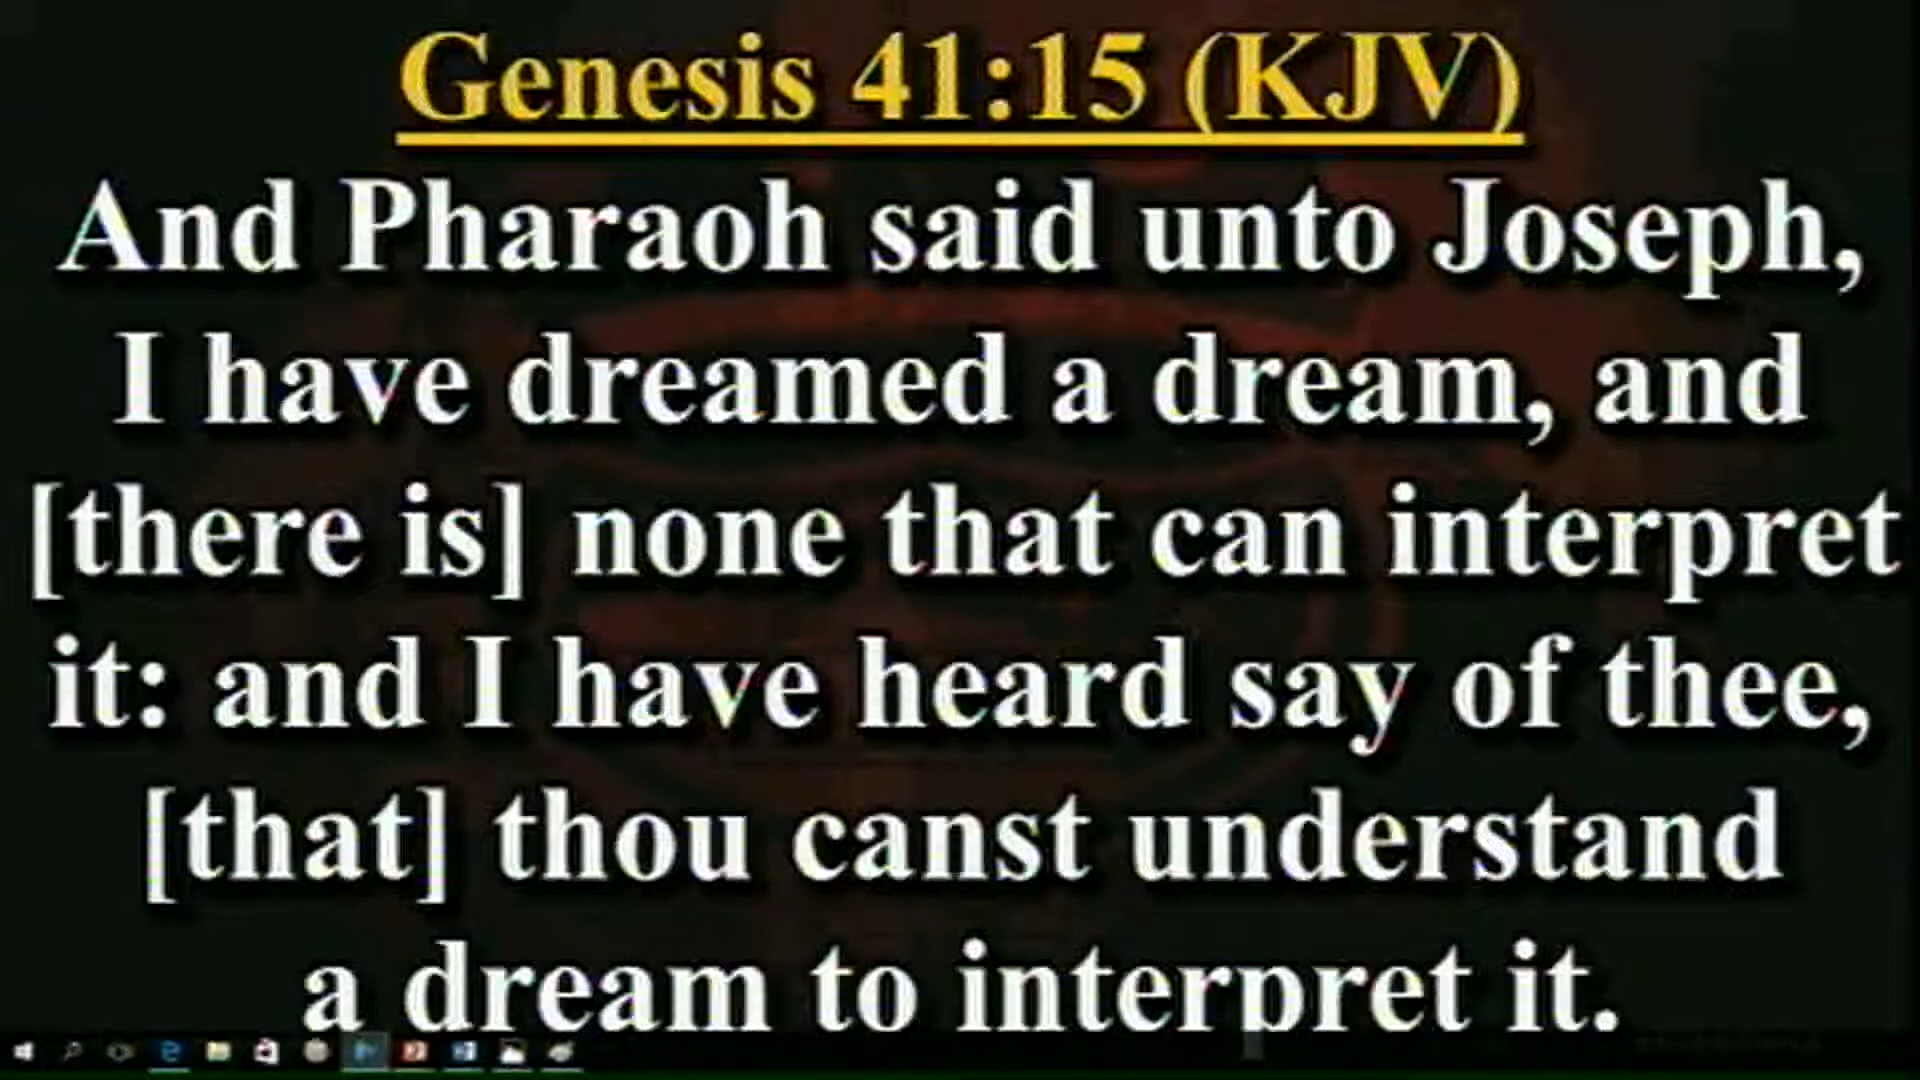 Genesis 41:15 (KJV)
And Pharaoh said unto Joseph,
I have dreamed a dream, and
[there is] none that can interpret
it: and I have heard say of thee,
[that] thou canst understand
a dream to interpret it.